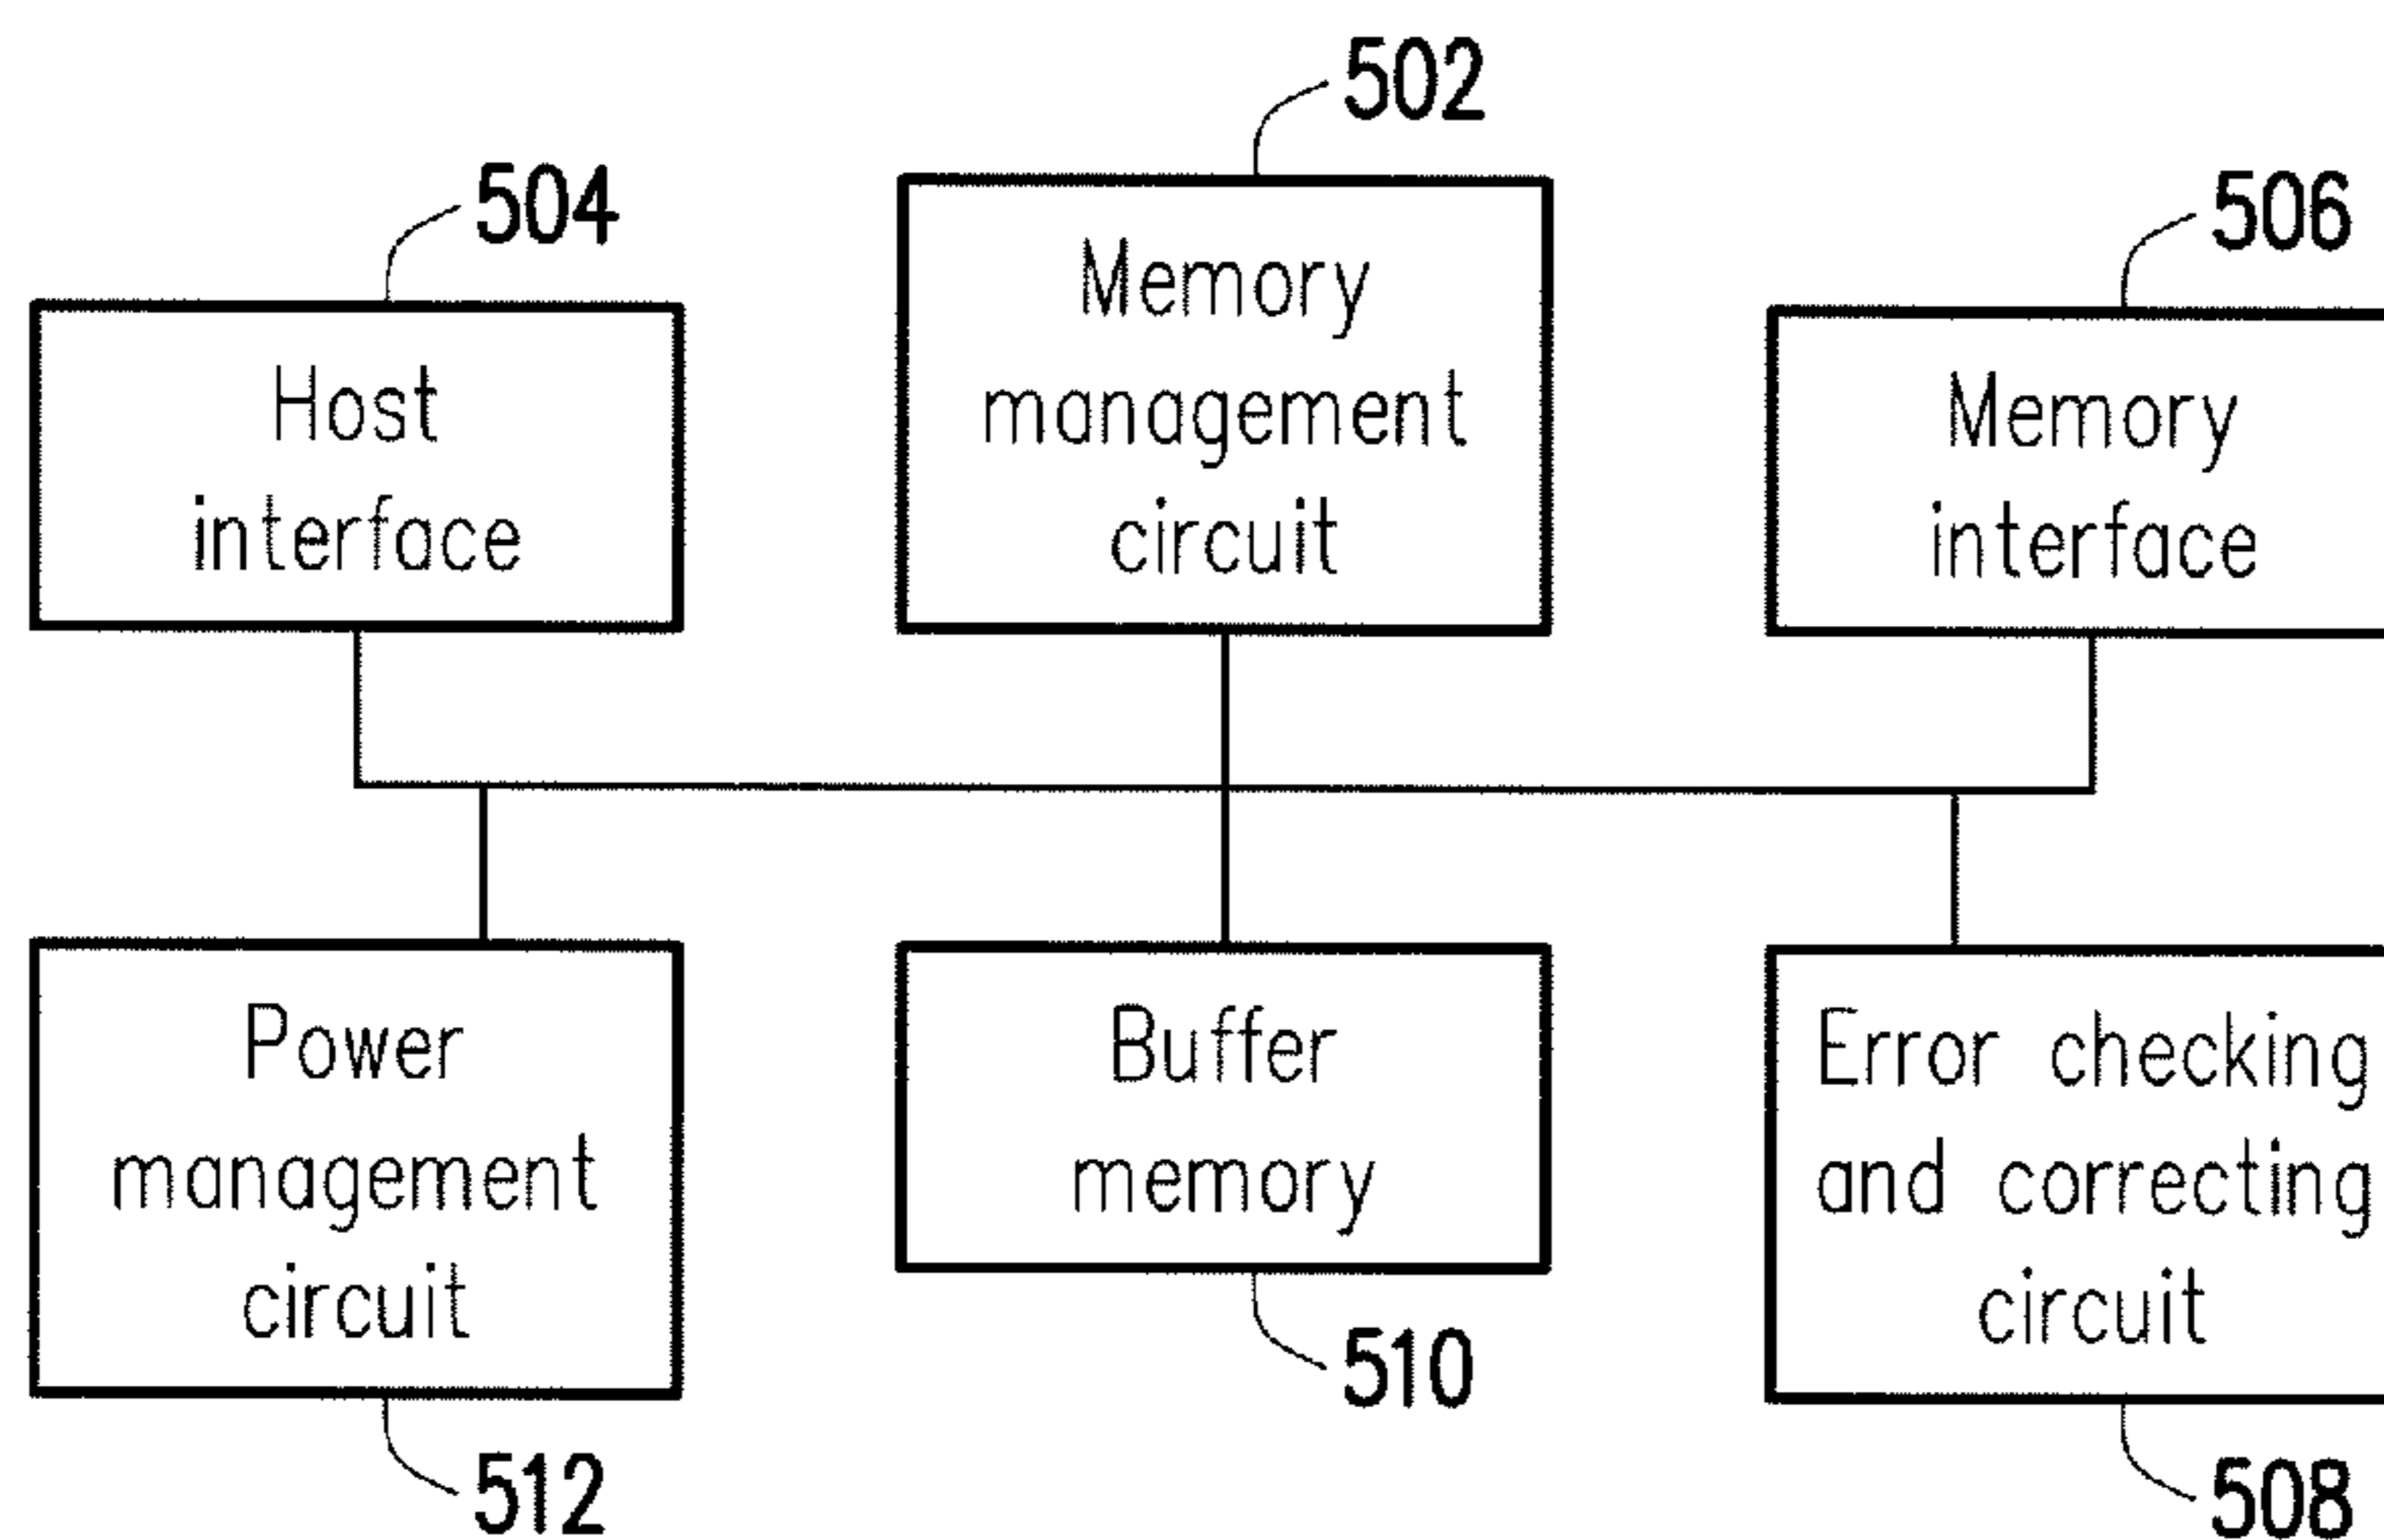 502
504
506
Memory
management
circuit
Host
interface
Memory
interface
Power
management
circuit
Buffer
memory
Error checking
and correcting
circuit
510
512
508